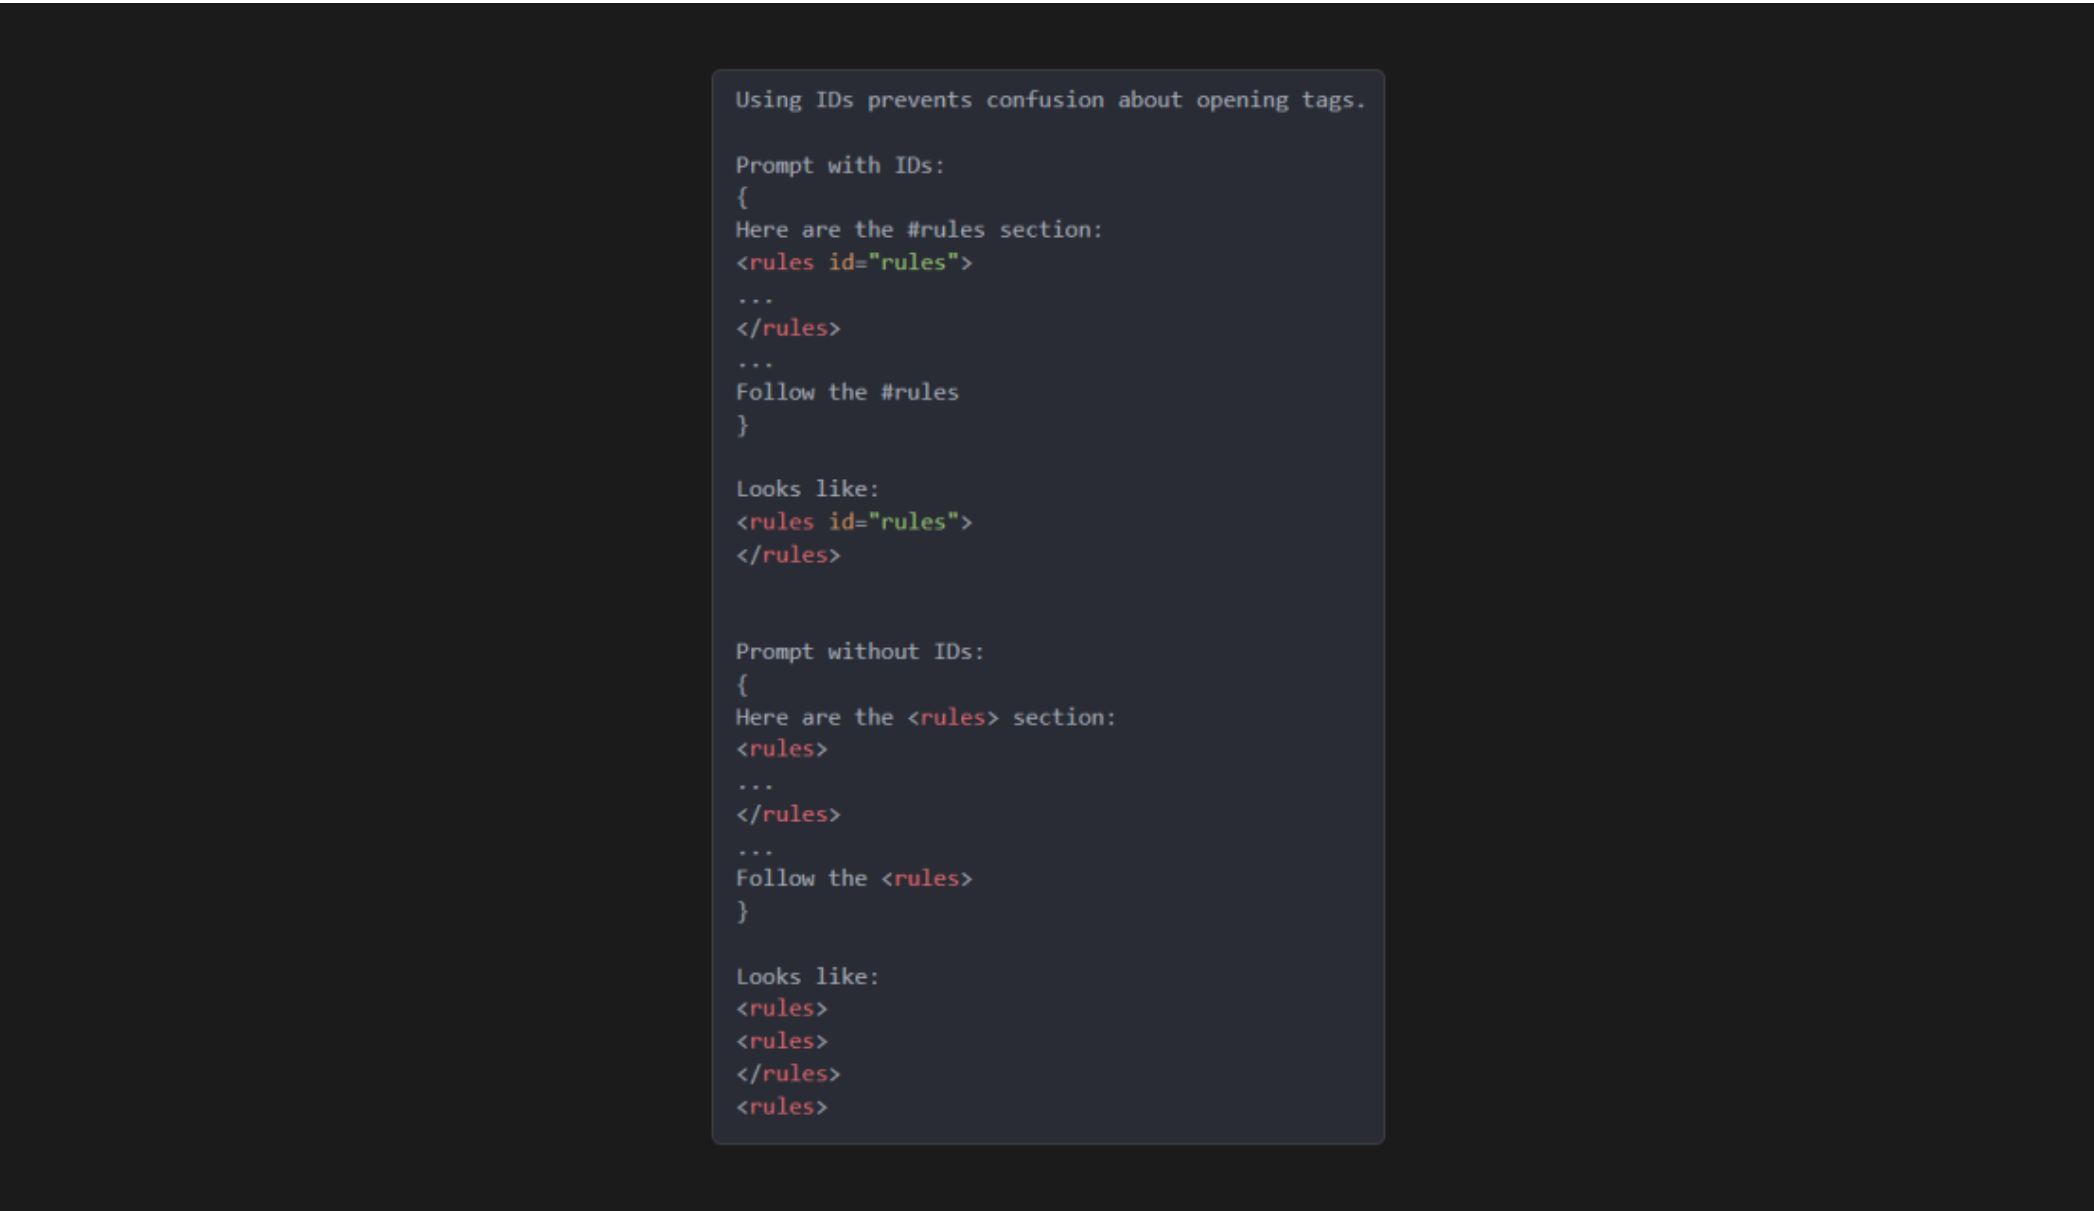 Using IDs prevents confusion about opening tags.
Prompt with IDs:
{
Here are the #rules section:
<rules id="rules">
...
</rules>
...
Follow the #rules
}
Looks like:
<rules id="rules">
</rules>
Prompt without IDs:
{
Here are the <rules> section:
<rules>
...
</rules>
...
Follow the <rules>
}
Looks like:
<rules>
<rules>
</rules>
<rules>